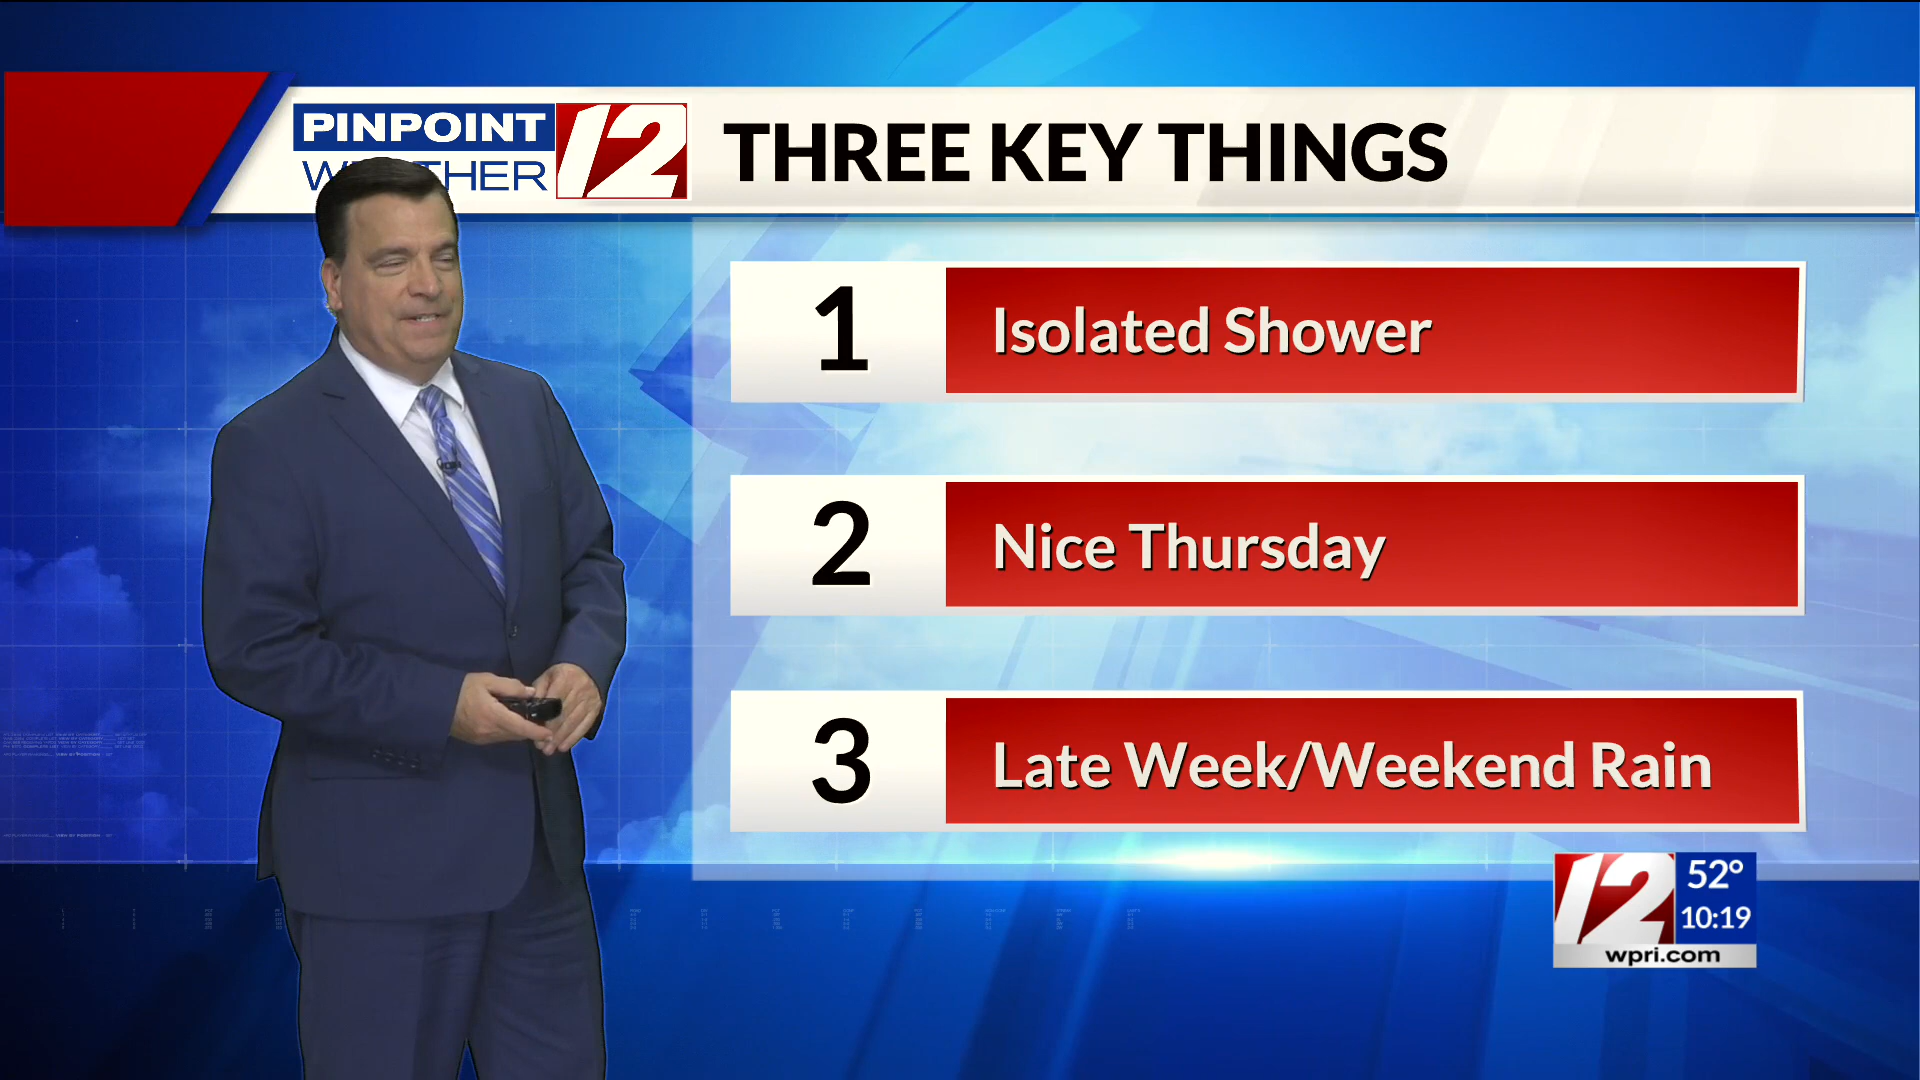 PINPOINT
12
THREE KEY THINGS
1
Isolated Shower
2
Nice Thursday
3
Late Week/Weekend Rain
12
52°
10:19
wpri.com